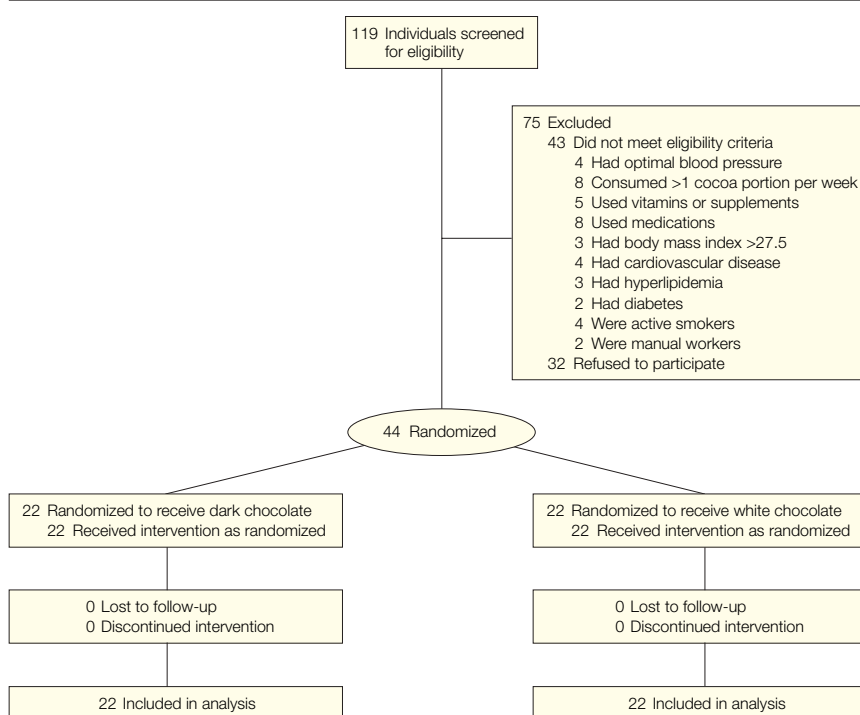 119 Individuals screened
for eligibility
75 Excluded
43 Did not meet eligibility criteria
4 Had optimal blood pressure
8 Consumed >1 cocoa portion per week
5 Used vitamins or supplements
8 Used medications
3 Had body mass index >27.5
4 Had cardiovascular disease
3 Had hyperlipidemia
2 Had diabetes
4 Were active smokers
2 Were manual workers
32 Refused to participate
44 Randomized
22 Randomized to receive dark chocolate
22 Received intervention as randomized
22 Randomized to receive white chocolate
22 Received intervention as randomized
0 Lost to follow-up
0 Discontinued intervention
0 Lost to follow-up
0 Discontinued intervention
22 Included in analysis
22 Included in analysis